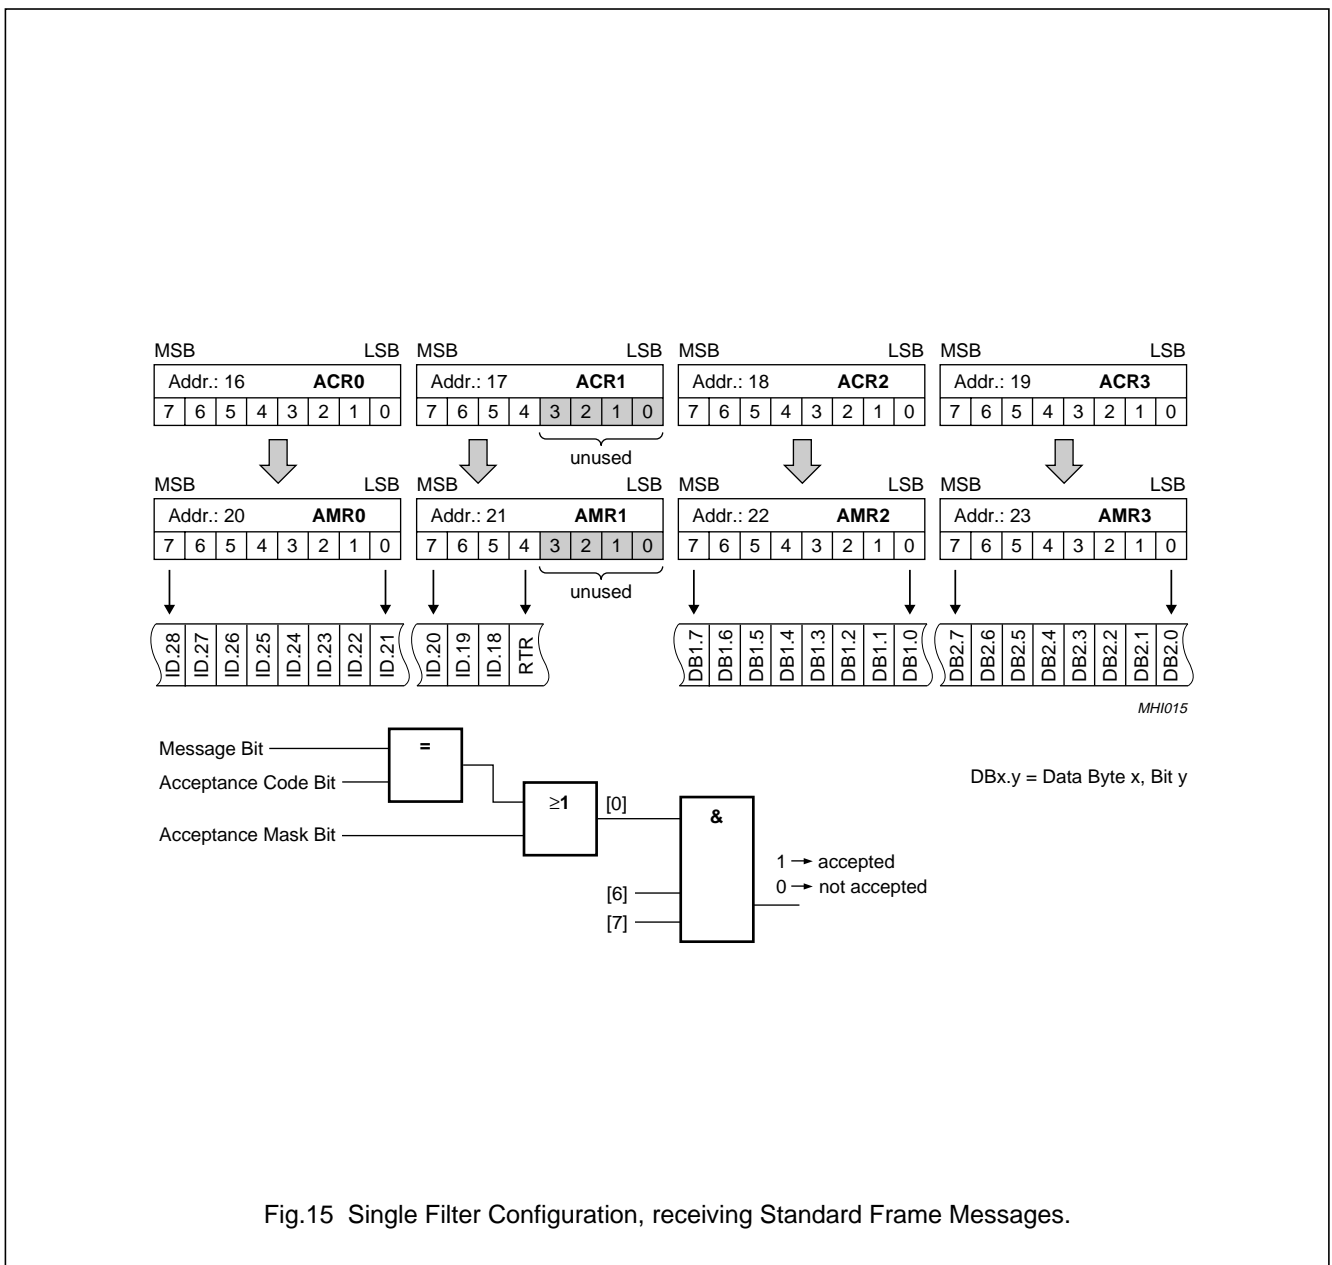 MSB LSB MSB LSB MSB LSB MSB LSB
Addr.: 16 ACR0 Addr.: 17 ACR1 Addr.: 18 ACR2 Addr.: 19 ACR3
7 6 5 4 3 2 1 0 7 6 5 4 3 2 1 0 7 6 5 4 3 2 1 0 7 6 5 4 3 2 1 0
unused
MSB LSB MSB LSB MSB LSB MSB LSB
Addr.: 20 AMR0 Addr.: 21 AMR1 Addr.: 22 AMR2 Addr.: 23 AMR3
7 6 5 4 3 2 1 0 7 6 5 4 3 2 1 0 7 6 5 4 3 2 1 0 7 6 5 4 3 2 1 0
unused
ID.28 ID.27 ID.26 ID.25 ID.24 ID.23 ID.22 ID.21 ID.20 ID.19 ID.18 RTR DB1.7 DB1.6 DB1.5 DB1.4 DB1.3 DB1.2 DB1.1 DB1.0 DB2.7 DB2.6 DB2.5 DB2.4 DB2.3 DB2.2 DB2.1 DB2.0
MHI015
Message Bit =
Acceptance Code Bit DBx.y = Data Byte x, Bit y
≥1 [0] &
Acceptance Mask Bit
1 → accepted
[6] 0 → not accepted
[7]
Fig.15 Single Filter Configuration, receiving Standard Frame Messages.